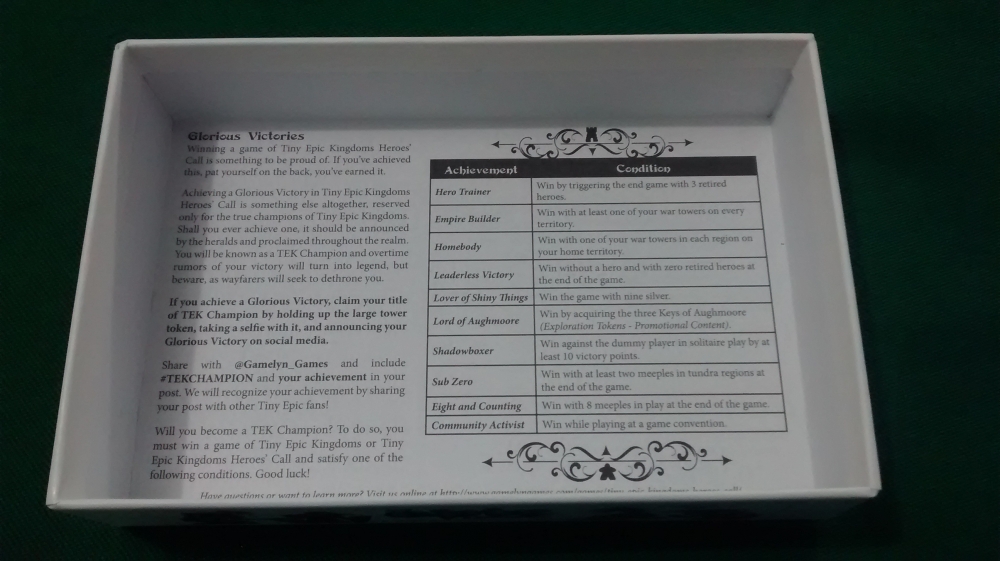 Glorious Victories
Winning a game of Tiny Epic Kingdoms Heroes'
Call is something to be proud of. If you've achieved
this, pat yourself on the back, you've earned it.
Achieving a Glorious Victory in Tiny Epic Kingdoms
Heroes' Call is something else altogether, reserved
only for the true champions of Tiny Epic Kingdoms.
Shall you ever achieve one, it should be announced
by the heralds and proclaimed throughout the realm.
You will be known as a TEK Champion and overtime
rumors of your victory will turn into legend, but
beware, as wayfarers will seek to dethrone you.
If you achieve a Glorious Victory, claim your title
of TEK Champion by holding up the large tower
token, taking a selfie with it, and announcing your
Glorious Victory on social media.
Share with @Gamelyn_Games and include
#TEKCHAMPION and your achievement in your
post. We will recognize your achievement by sharing
your post with other Tiny Epic fans!
Will you become a TEK Champion? To do so, you
must win a game of Tiny Epic Kingdoms or Tiny
Epic Kingdoms Heroes' Call and satisfy one of the
following conditions. Good luck!
Achievement Condition
Hero Trainer Win by triggering the end game with 3 retired
heroes.
Empire Builder Win with at least one of your war towers on every
territory.
Homebody Win with one of your war towers in each region on
your home territory.
Leaderless Victory Win without a hero and with zero retired heroes at
the end of the game.
Lover of Shiny Things Win the game with nine silver.
Lord of Aughmoore Win by acquiring the three Keys of Aughmoore
(Exploration Tokens - Promotional Content).
Shadowboxer Win against the dummy player in solitaire play by at
least 10 victory points.
Sub Zero Win with at least two meeples in tundra regions at
the end of the game.
Eight and Counting Win with 8 meeples in play at the end of the game.
Community Activist Win while playing at a game convention.
Have questions or want to learn more? Visit us online at